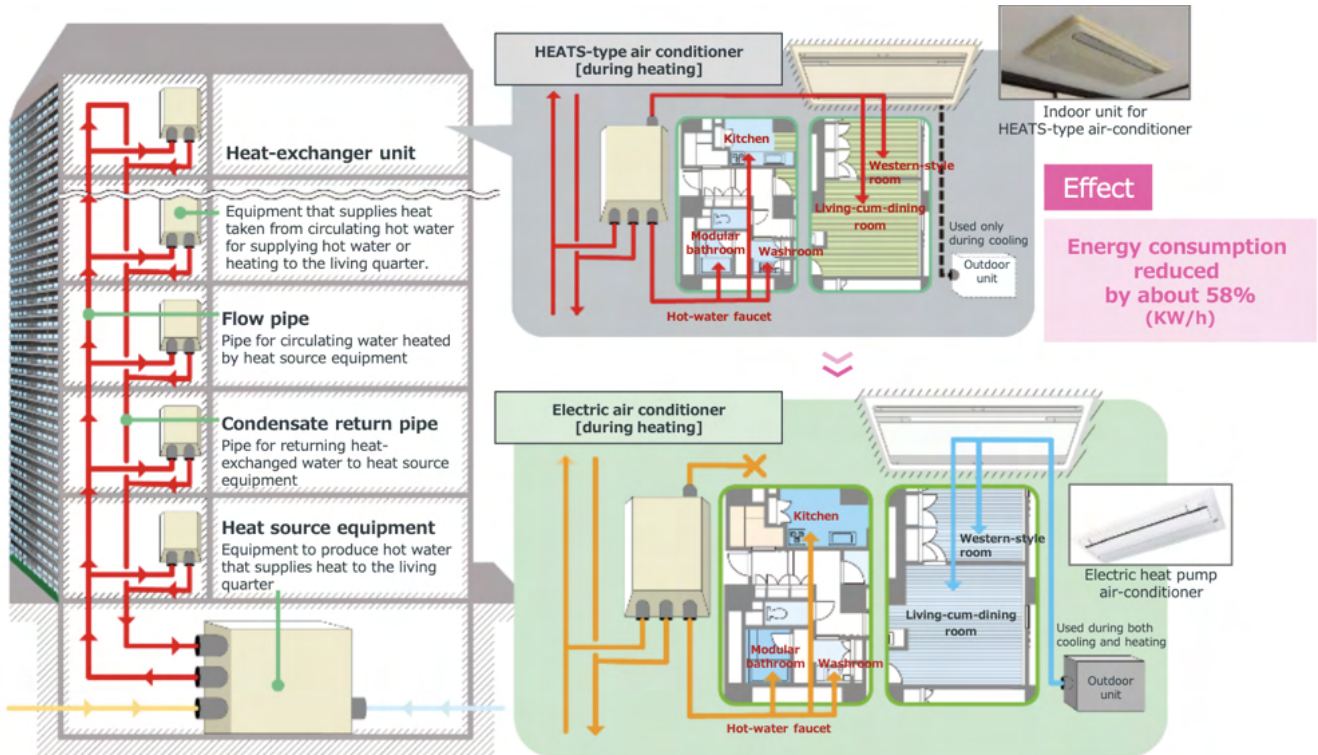 HEATS-type air conditioner
[during heating]
Indoor unit for
HEATS-type air-conditioner
Heat-exchanger unit
Equipment that supplies heat
taken from circulating hot water
for supplying hot water or
heating to the living quarter.
Flow pipe
Pipe for circulating water heated
by heat source equipment
Condensate return pipe
Pipe for returning heat-
exchanged water to heat source
equipment
Heat source equipment
Equipment to produce hot water
that supplies heat to the living
quarter
Kitchen
Western-style
room
Living-cum-dining
room
Modular
bathroom
Washroom
Hot-water faucet
Used only
during cooling
Outdoor
unit
Effect
Energy consumption
reduced
by about 58%
(KW/h)
Electric air conditioner
[during heating]
Kitchen
Western-style
room
Living-cum-dining
room
Modular
bathroom
Washroom
Hot-water faucet
Electric heat pump
air-conditioner
Used during both
cooling and heating
Outdoor
unit